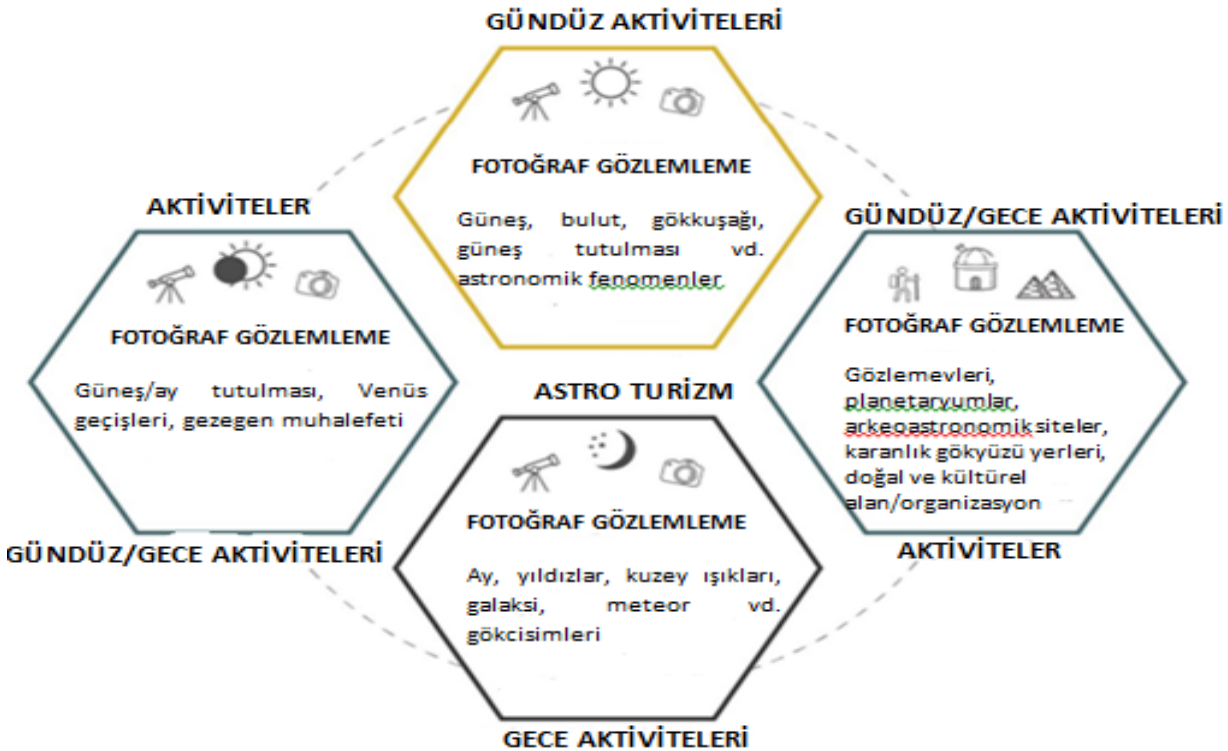 GÜNDÜZ AKTİVİTELERİ
FOTOĞRAF GÖZLEMLEME
Güneş, bulut, gökkuşağı,
güneş tutulması vd.
astronomik fenomenler
AKTİVİTELER
FOTOĞRAF GÖZLEMLEME
Güneş/ay tutulması, Venüs
geçişleri, gezegen muhalefeti
GÜNDÜZ/GECE AKTİVİTELERİ
GÜNDÜZ/GECE AKTİVİTELERİ
FOTOĞRAF GÖZLEMLEME
Gözlemevleri,
planetaryumlar,
arkeoastronomik siteler,
karanlık gökyüzü yerleri,
doğal ve kültürel
alan/organizasyon
AKTİVİTELER
ASTRO TURİZM
FOTOĞRAF GÖZLEMLEME
Ay, yıldızlar, kuzey ışıkları,
galaksi, meteor vd.
gökcisimleri
GECE AKTİVİTELERİ